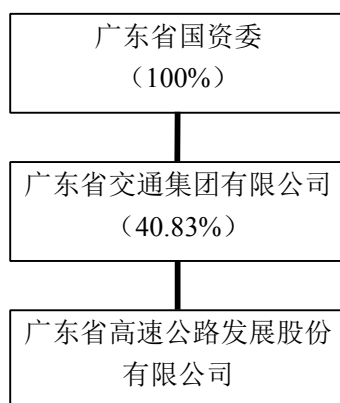 广东省国资委
（100%）
广东省交通集团有限公司
（40.83%）
广东省高速公路发展股份
有限公司